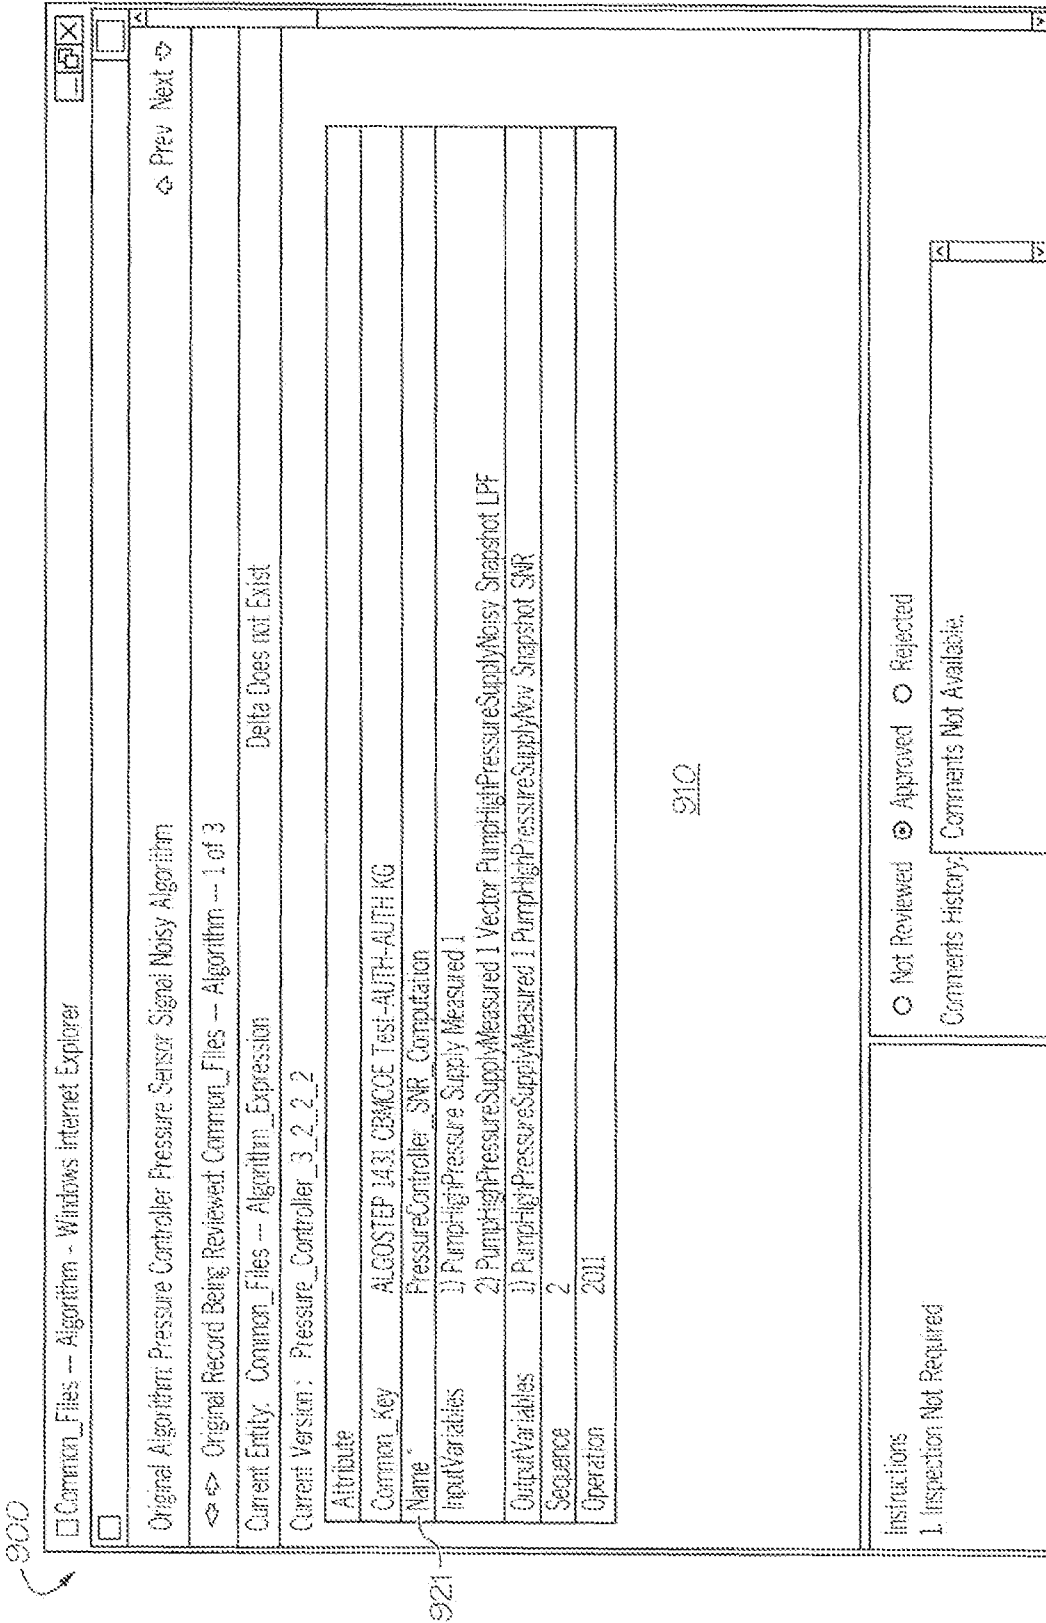 900
Common_Files -- Algorithm - Windows Internet Explorer
Original Algorithm: Pressure Controller Pressure Sensor Signal Noisy Algorithm
Prev Next
Original Record Being Reviewed: Common_Files -- Algorithm -- 1 of 3
Current Entity: Common_Files -- Algorithm_Expression Delta Does not Exist
Current Version: Pressure_Controller_3_2_2_2
Attribute
Common_Key ALGOSTEP 1431 CBMCOE Test-AUTH-AUTH KG
Name* PressureController_SNR_Computation
InputVariables 1) PumpHighPressure Supply Measured 1
2) PumpHighPressureSupplyMeasured 1 Vector PumpHighPressureSupplyNoisy Snapshot LPF
OutputVariables 1) PumpHighPressureSupplyMeasured 1 PumpHighPressureSupplyNov Snapshot SNR
Sequence 2
Operation 2011
921
910
Instructions
1. Inspection Not Required
Not Reviewed Approved Rejected
Comments History: Comments Not Available.